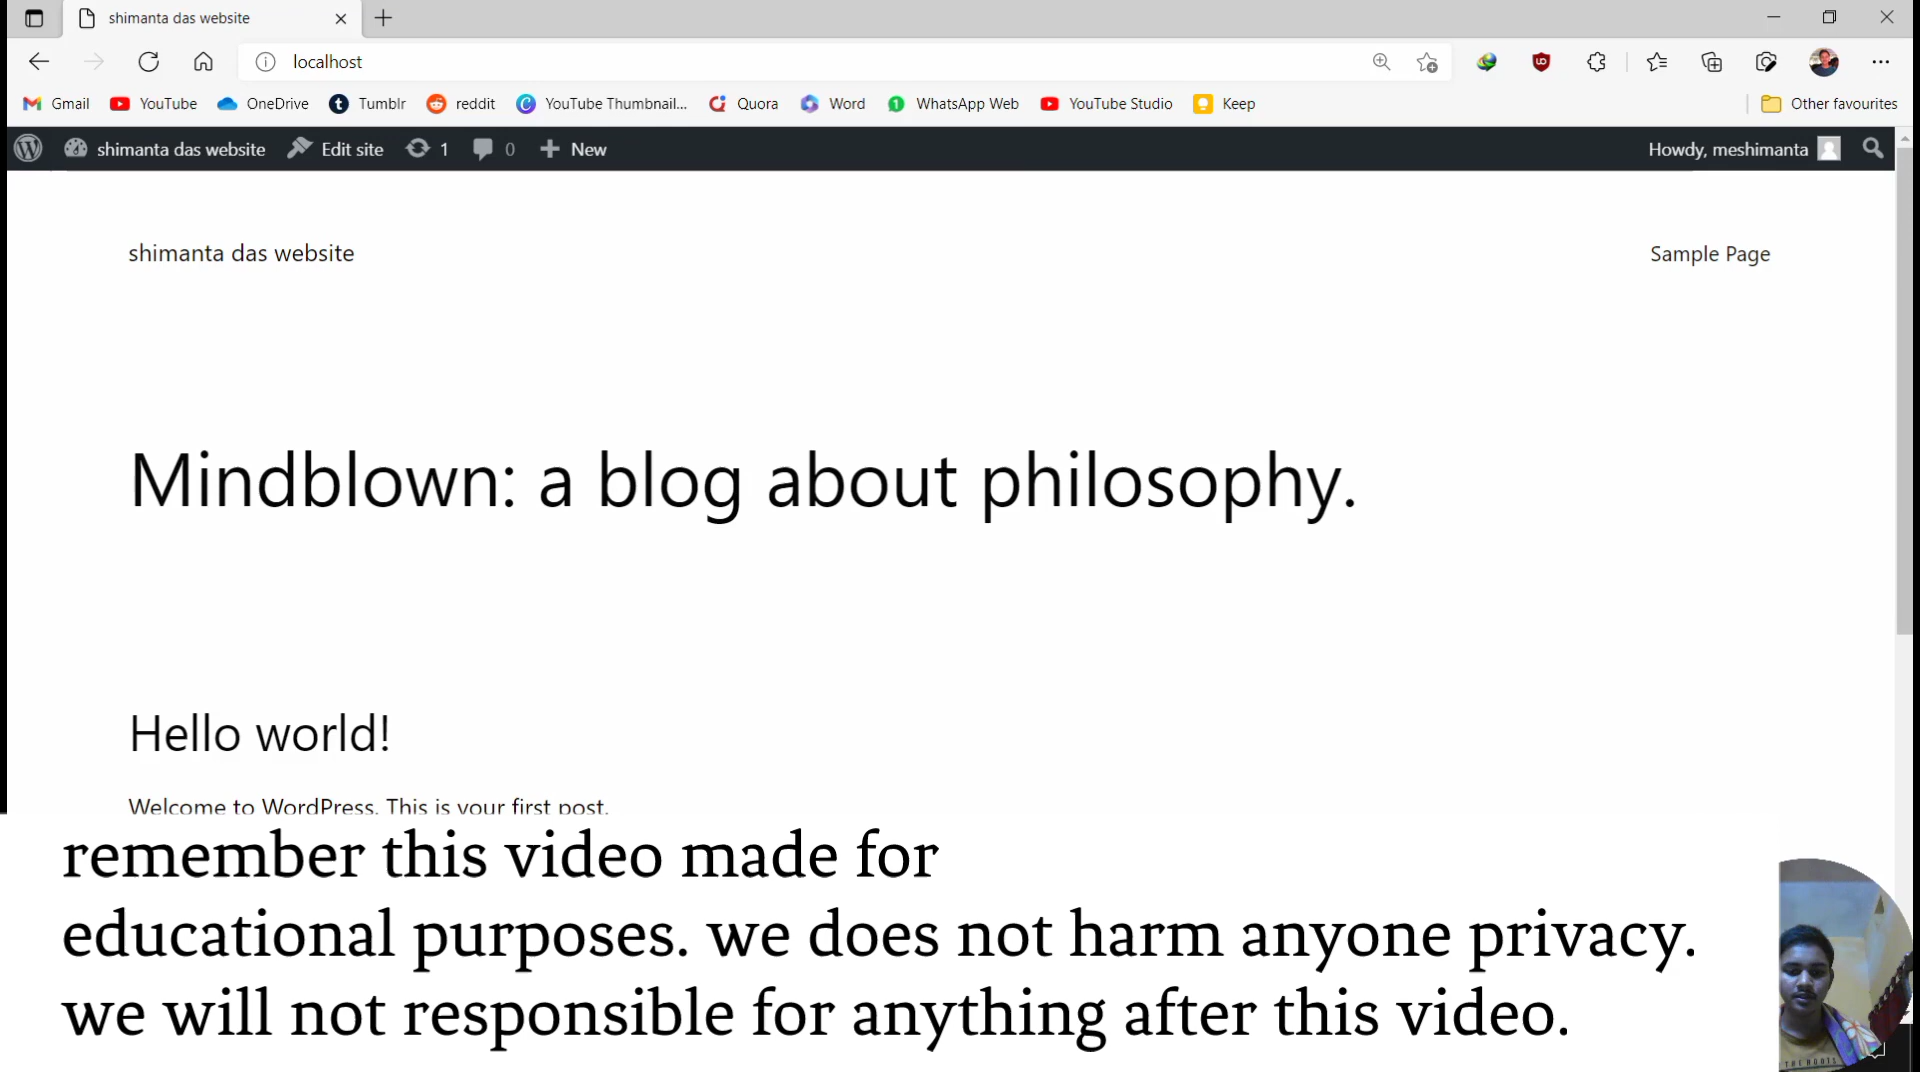 shimanta das website
localhost
Gmail YouTube OneDrive Tumblr reddit YouTube Thumbnail... Quora Word WhatsApp Web YouTube Studio Keep Other favourites
shimanta das website Edit site 1 0 New Howdy, meshimanta
shimanta das website Sample Page
Mindblown: a blog about philosophy.
Hello world!
Welcome to WordPress. This is your first post.
remember this video made for
educational purposes. we does not harm anyone privacy.
we will not responsible for anything after this video.
THE ROOTS